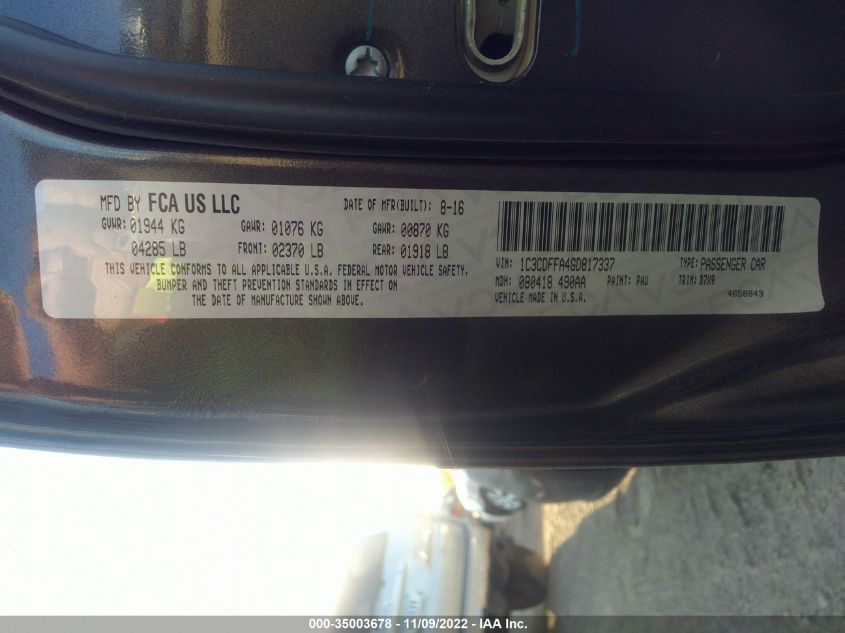 MFD BY FCA US LLC DATE OF MFR(BUILT): 8-16
GVWR: 01944 KG GAWR: 01076 KG GAWR: 00870 KG
04285 LB FRONT: 02370 LB REAR: 01918 LB
THIS VEHICLE CONFORMS TO ALL APPLICABLE U.S.A. FEDERAL MOTOR VEHICLE SAFETY,
BUMPER AND THEFT PREVENTION STANDARDS IN EFFECT ON
THE DATE OF MANUFACTURE SHOWN ABOVE.
VIN: 1C3CDFFA4GD817337 TYPE: PASSENGER CAR
MDH: 080418 490AA PAINT: PAU TRIM: D7X9
VEHICLE MADE IN U.S.A. 4656843
000-35003678 - 11/09/2022 - IAA Inc.